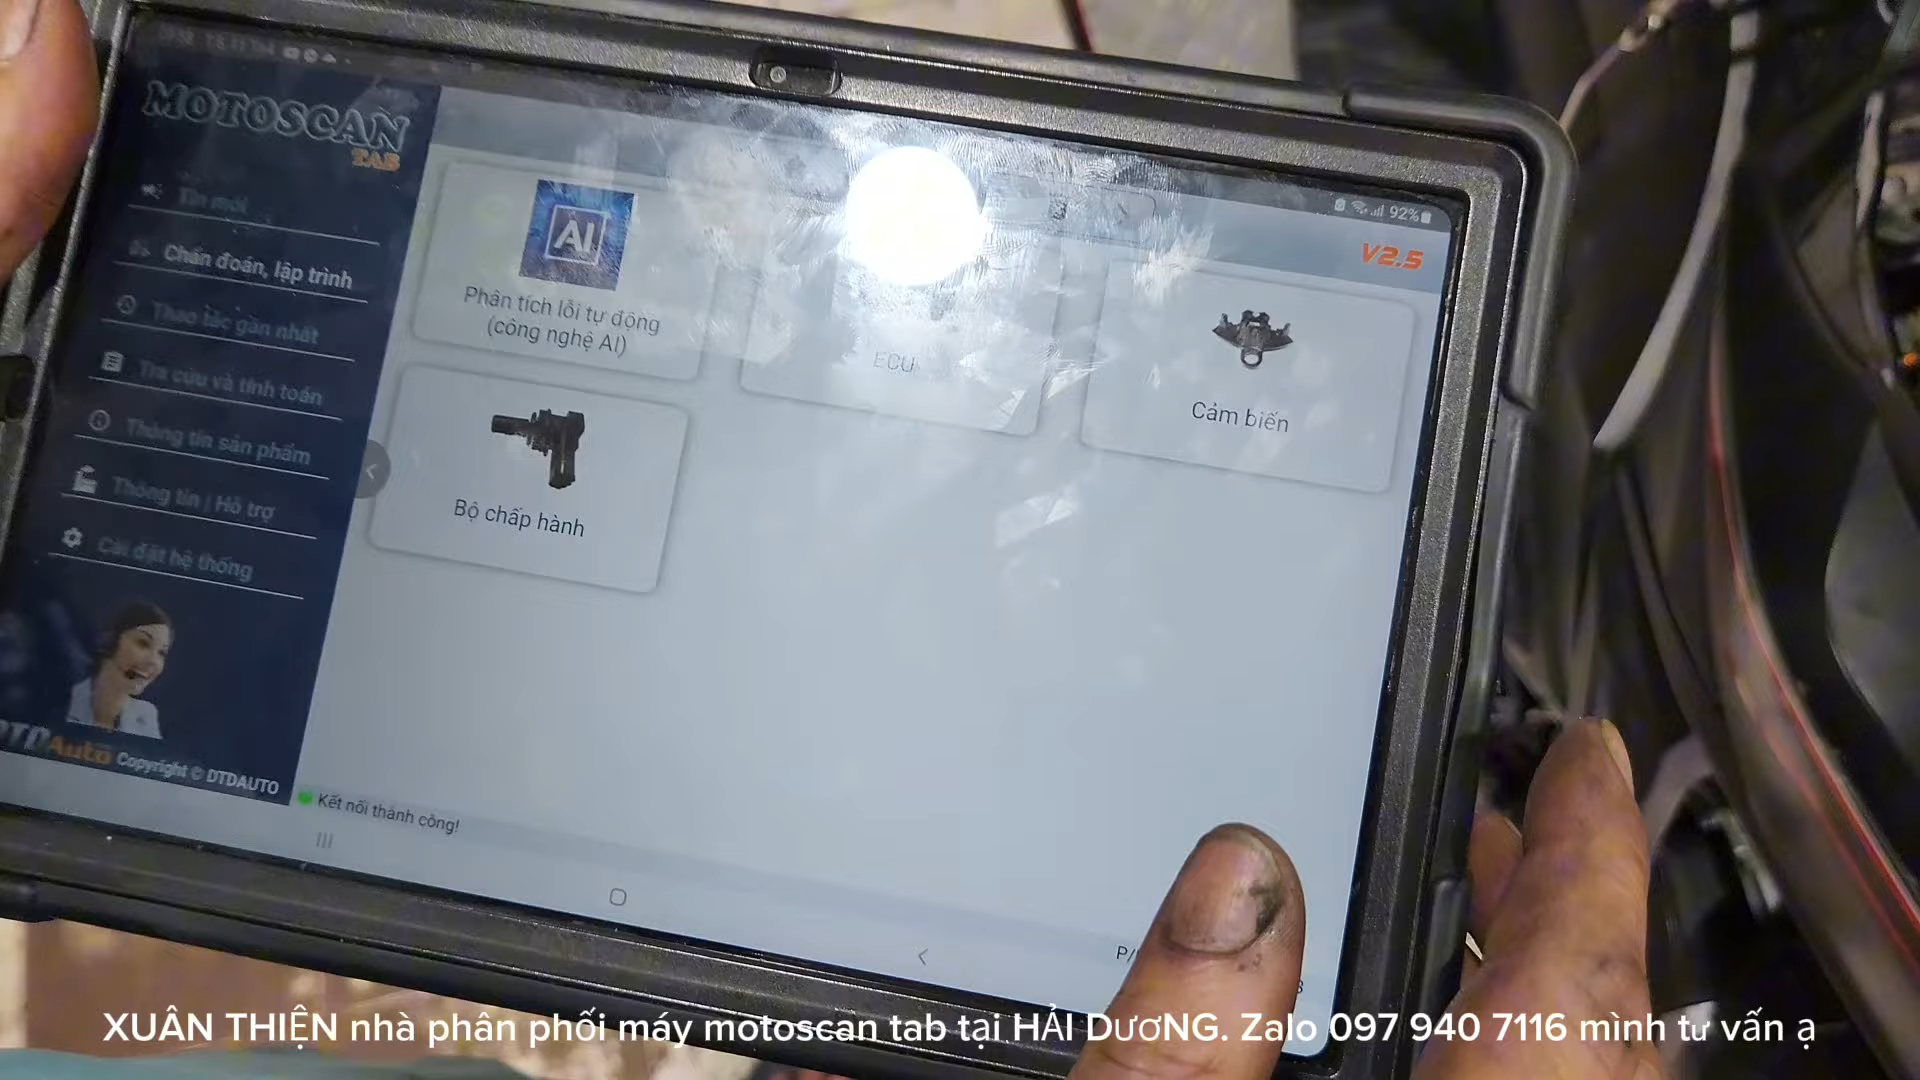 MOTOSCAN
TAB
92%
V2.5
Tin mới
Chẩn đoán, lập trình
Thao tác gần nhất
Tra cứu và tính toán
Thông tin sản phẩm
Thông tin | Hỗ trợ
Cài đặt hệ thống
AI
Phân tích lỗi tự động
(công nghệ AI)
ECU
Cảm biến
Bộ chấp hành
DTDAuto Copyright © DTDAUTO
Kết nối thành công!
P/
XUÂN THIỆN nhà phân phối máy motoscan tab tại HẢI DươNG. Zalo 097 940 7116 mình tư vấn ạ